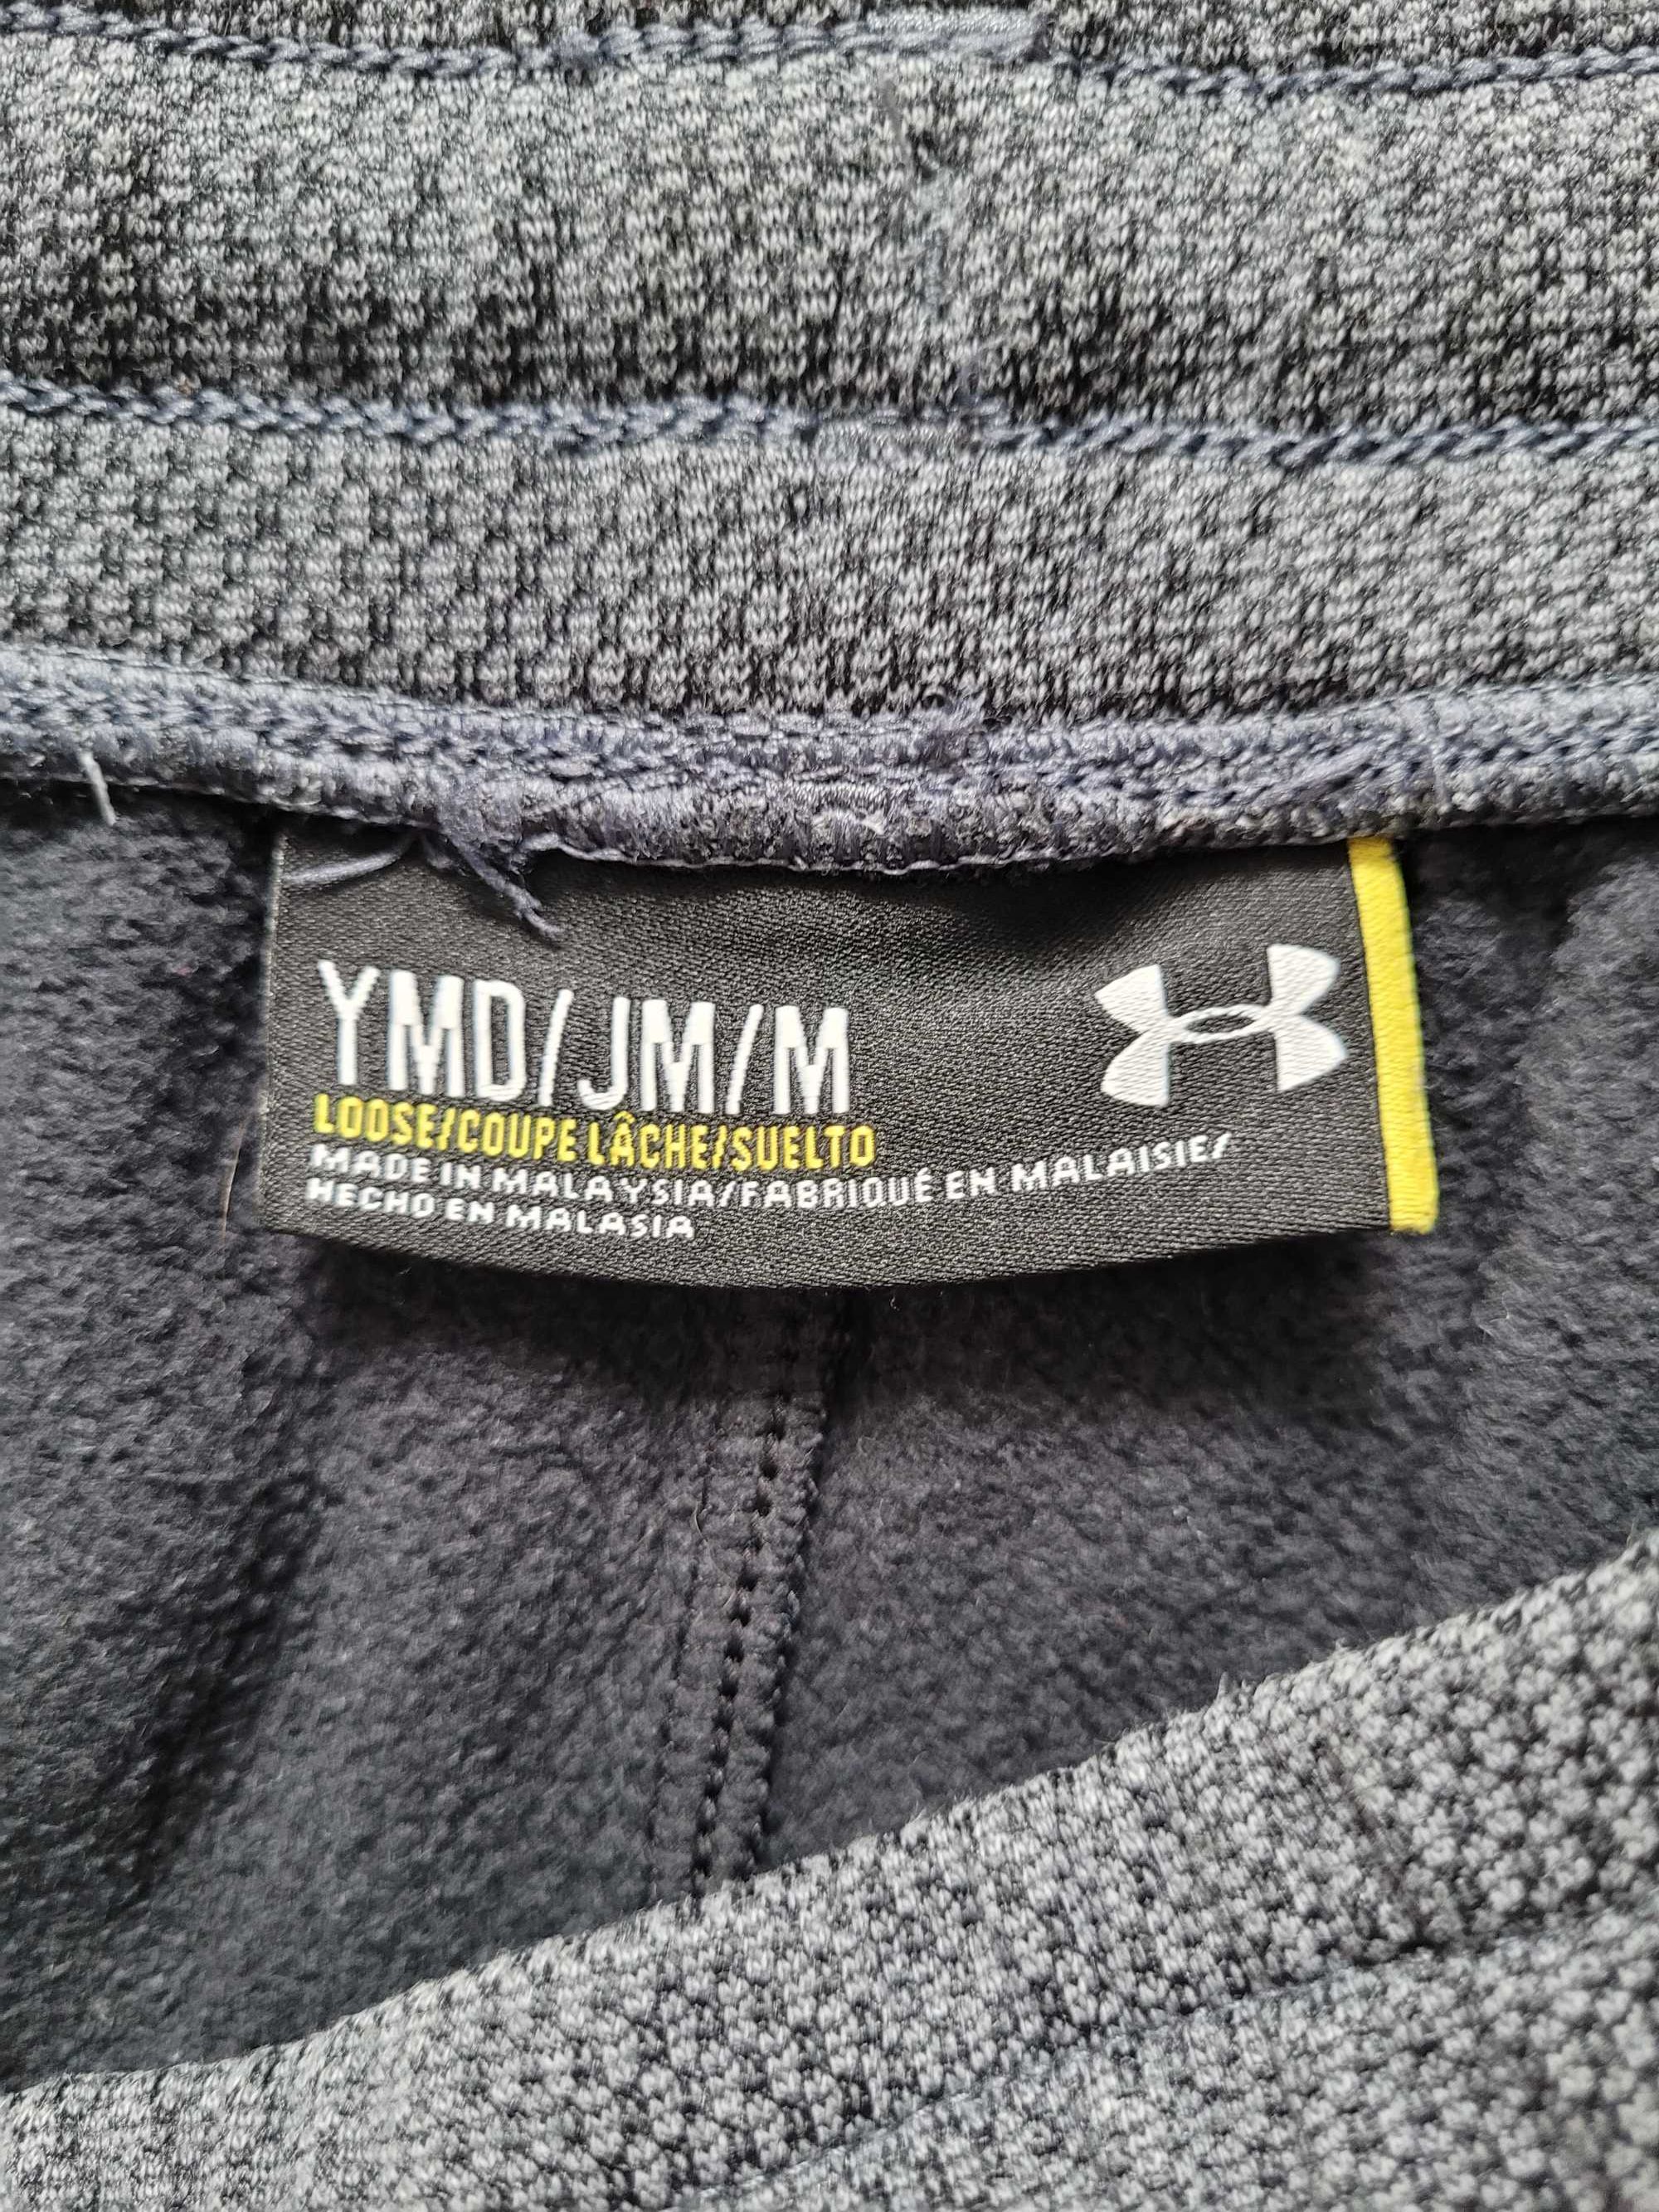 YMD/JM/M
LOOSE/COUPE LÂCHE/SUELTO
MADE IN MALAYSIA/FABRIQUÉ EN MALAISIE/
HECHO EN MALASIA